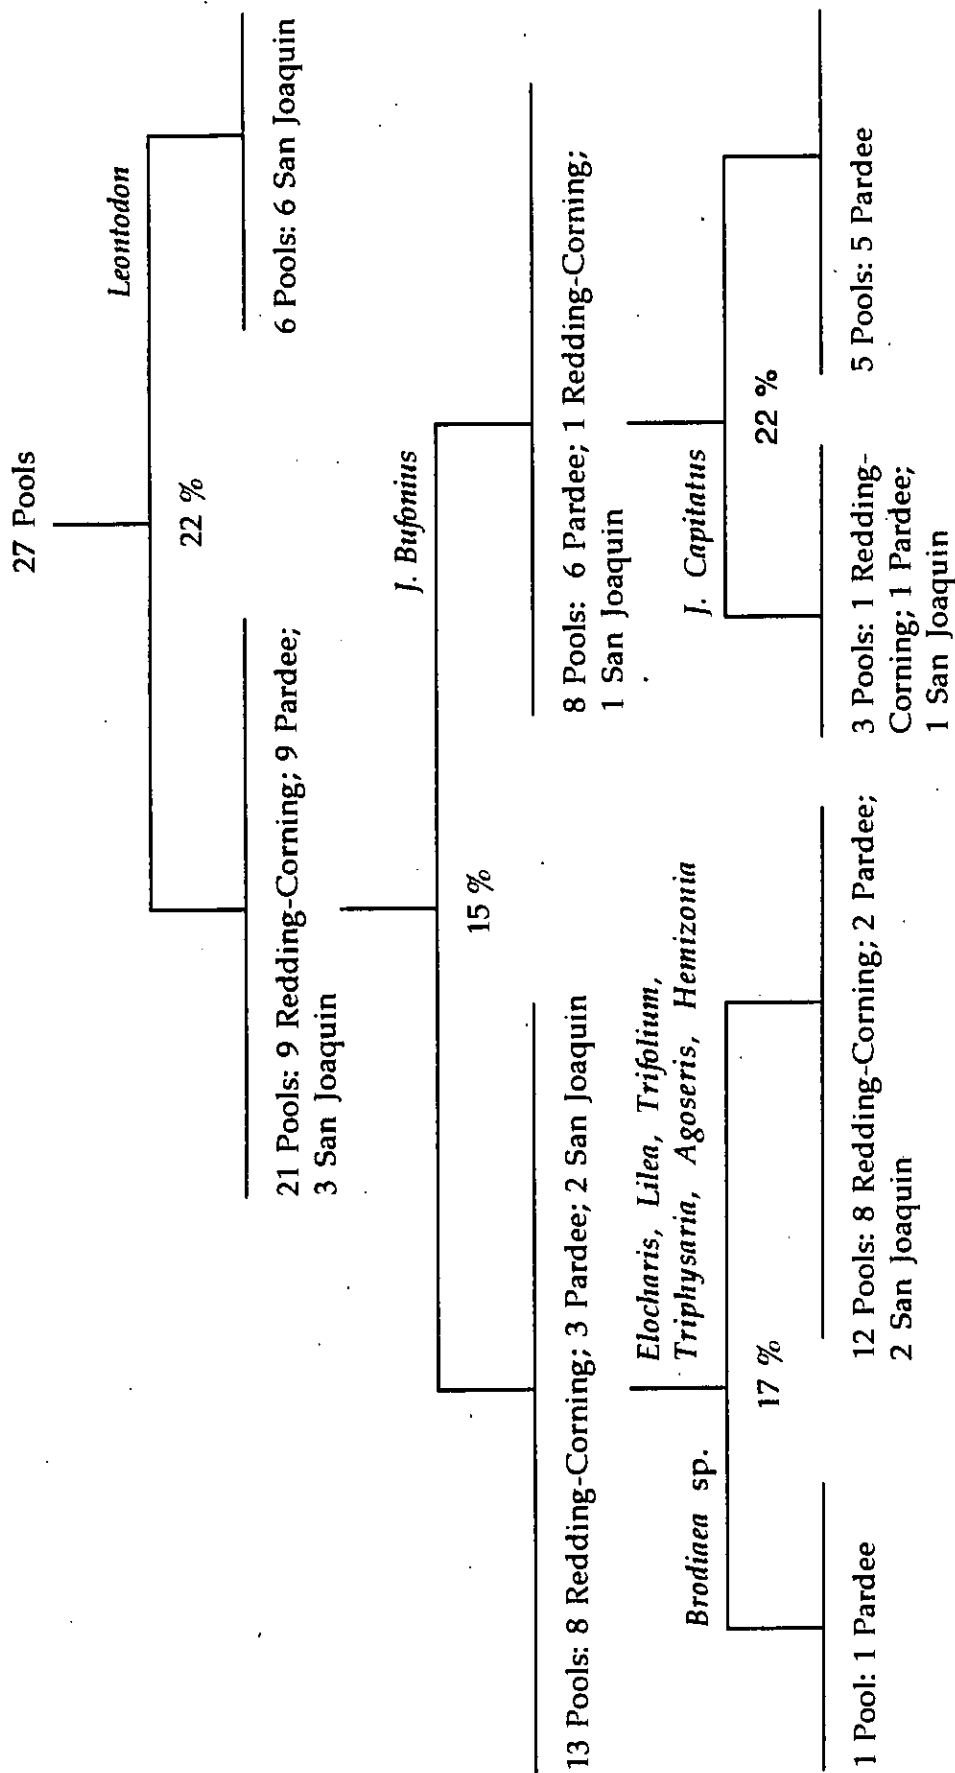 27 Pools
Leontodon
22 %
21 Pools: 9 Redding-Corning; 9 Pardee;
3 San Joaquin
6 Pools: 6 San Joaquin
J. Bufonius
15 %
13 Pools: 8 Redding-Corning; 3 Pardee; 2 San Joaquin
8 Pools: 6 Pardee; 1 Redding-Corning;
1 San Joaquin
Elocharis, Lilea, Trifolium,
Triphysaria, Agoseris, Hemizonia
Brodiaea sp.
17 %
J. Capitatus
22 %
1 Pool: 1 Pardee
12 Pools: 8 Redding-Corning; 2 Pardee;
2 San Joaquin
3 Pools: 1 Redding-
Corning; 1 Pardee;
1 San Joaquin
5 Pools: 5 Pardee